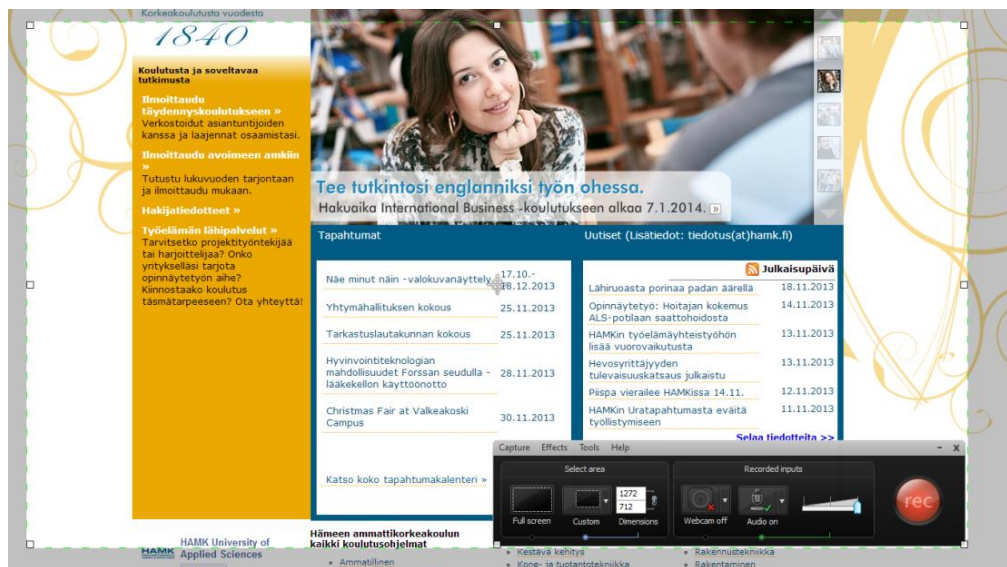 Korkeakoulutusta vuodesta
1840
Koulutusta ja soveltavaa
tutkimusta
Ilmoittaudu
täydennyskoulutukseen »
Verkostoidut asiantuntijoiden
kanssa ja laajennat osaamistasi.
Ilmoittaudu avoimeen amkiin
»
Tutustu lukuvuoden tarjontaan
ja ilmoittaudu mukaan.
Hakijatiedotteet »
Työelämän lähipalvelut »
Tarvitsetko projektityöntekijää
tai harjoittelijaa? Onko
yritykselläsi tarjota
opinnäytetyön aihe?
Kiinnostaako koulutus
täsmätarpeeseen? Ota yhteyttä!
Tee tutkintosi englanniksi työn ohessa.
Hakuaika International Business -koulutukseen alkaa 7.1.2014. »
Tapahtumat
Näe minut näin -valokuvanäyttely 17.10.-
18.12.2013
Yhtymähallituksen kokous 25.11.2013
Tarkastuslautakunnan kokous 25.11.2013
Hyvinvointiteknologian
mahdollisuudet Forssan seudulla - 28.11.2013
lääkekellon käyttöönotto
Christmas Fair at Valkeakoski 30.11.2013
Campus
Katso koko tapahtumakalenteri »
Uutiset (Lisätiedot: tiedotus(at)hamk.fi)
Julkaisupäivä
Lähiruoasta porinaa padan äärellä 18.11.2013
Opinnäytetyö: Hoitajan kokemus 14.11.2013
ALS-potilaan saattohoidosta
HAMKin työelämäyhteistyöhön 13.11.2013
lisää vuorovaikutusta
Hevosyrittäjyyden 13.11.2013
tulevaisuuskatsaus julkaistu
Piispa vierailee HAMKissa 14.11. 12.11.2013
HAMKin Uratapahtumasta eväitä 11.11.2013
työllistymiseen
Selaa tiedotteita >>
Capture Effects Tools Help
Select area
Recorded inputs
1272
712
Full screen Custom Dimensions
Webcam off Audio on
rec
HAMK
HAMK University of
Applied Sciences
Hämeen ammattikorkeakoulun
kaikki koulutusohjelmat
Ammatillinen
Kestävä kehitys
Kone- ja tuotantotekniikka
Rakennustekniikka
Rakentaminen